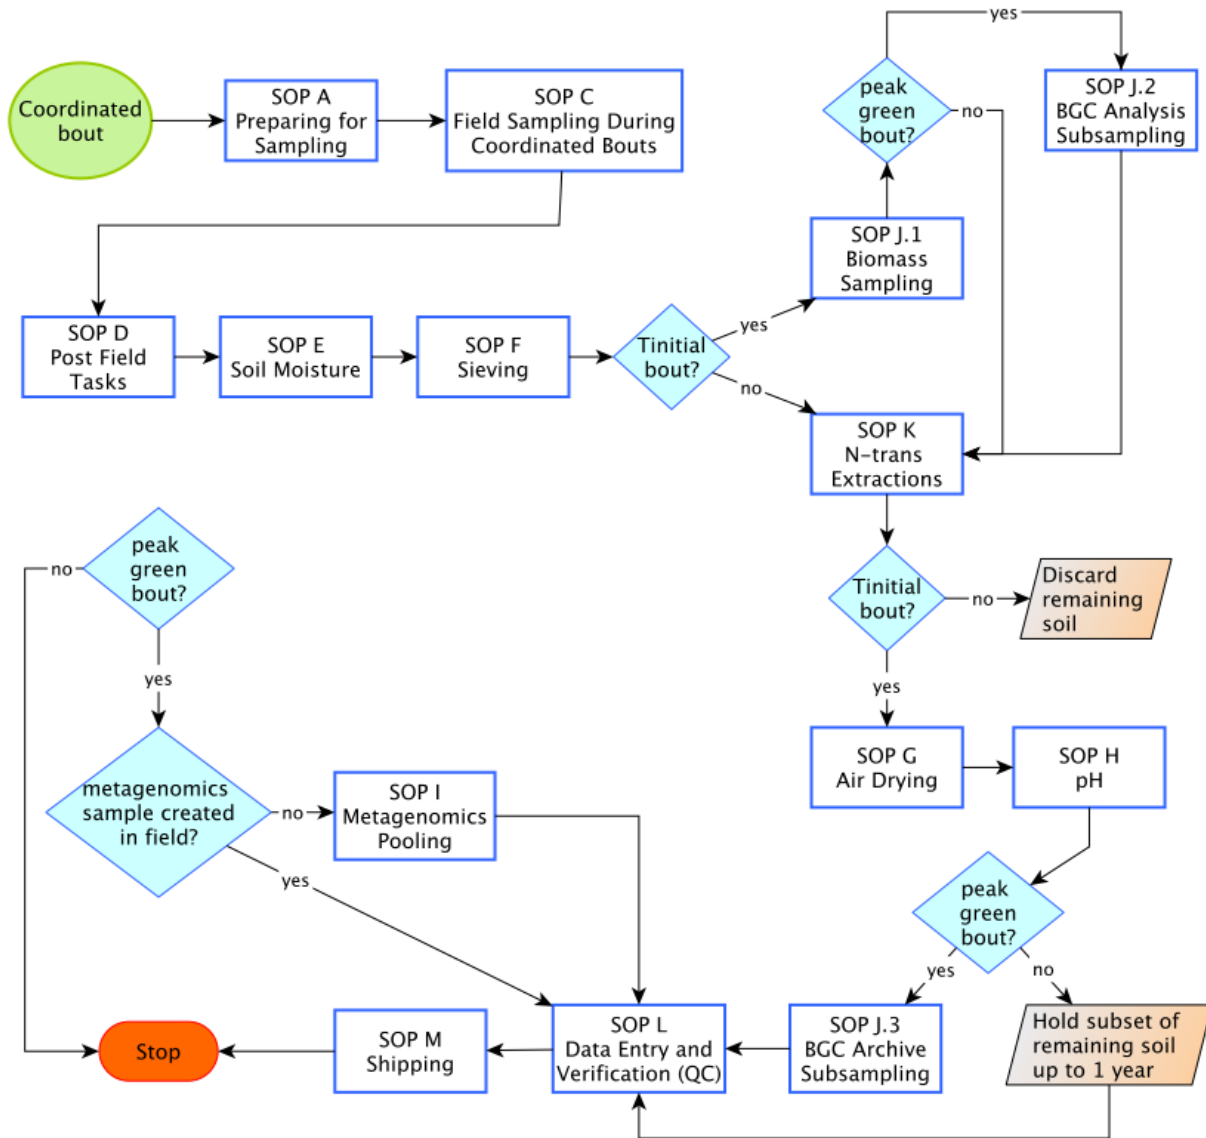 Coordinated
bout
SOP A
Preparing for
Sampling
SOP C
Field Sampling During
Coordinated Bouts
peak
green
bout?
yes
no
SOP J.2
BGC Analysis
Subsampling
SOP J.1
Biomass
Sampling
SOP D
Post Field
Tasks
SOP E
Soil Moisture
SOP F
Sieving
Tinitial
bout?
yes
no
SOP K
N-trans
Extractions
peak
green
bout?
no
yes
Tinitial
bout?
no
Discard
remaining
soil
yes
SOP G
Air Drying
SOP H
pH
metagenomics
sample created
in field?
no
SOP I
Metagenomics
Pooling
yes
peak
green
bout?
yes
no
Stop
SOP M
Shipping
SOP L
Data Entry and
Verification (QC)
SOP J.3
BGC Archive
Subsampling
Hold subset of
remaining soil
up to 1 year